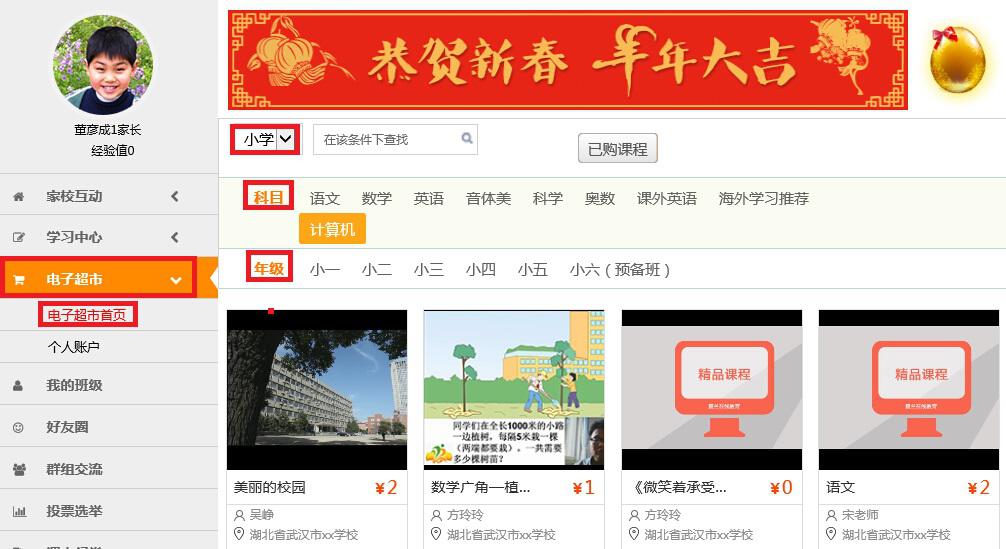 恭贺新春 羊年大吉
董彦成1家长
经验值0
小学
在该条件下查找
已购课程
家校互动
学习中心
电子超市
电子超市首页
个人账户
我的班级
好友圈
群组交流
投票选举
科目 语文 数学 英语 音体美 科学 奥数 课外英语 海外学习推荐
计算机
年级 小一 小二 小三 小四 小五 小六 ( 预备班 )
同学们在全长1000米的小路
一边植树，每隔5米栽一棵
（两端都要栽）。一共需要
多少棵树苗?
精品课程
精品课程
美丽的校园 ¥2
吴峥
湖北省武汉市xx学校
数学广角—植... ¥1
方玲玲
湖北省武汉市xx学校
《微笑着承受... ¥0
方玲玲
湖北省武汉市xx学校
语文 ¥2
宋老师
湖北省武汉市xx学校